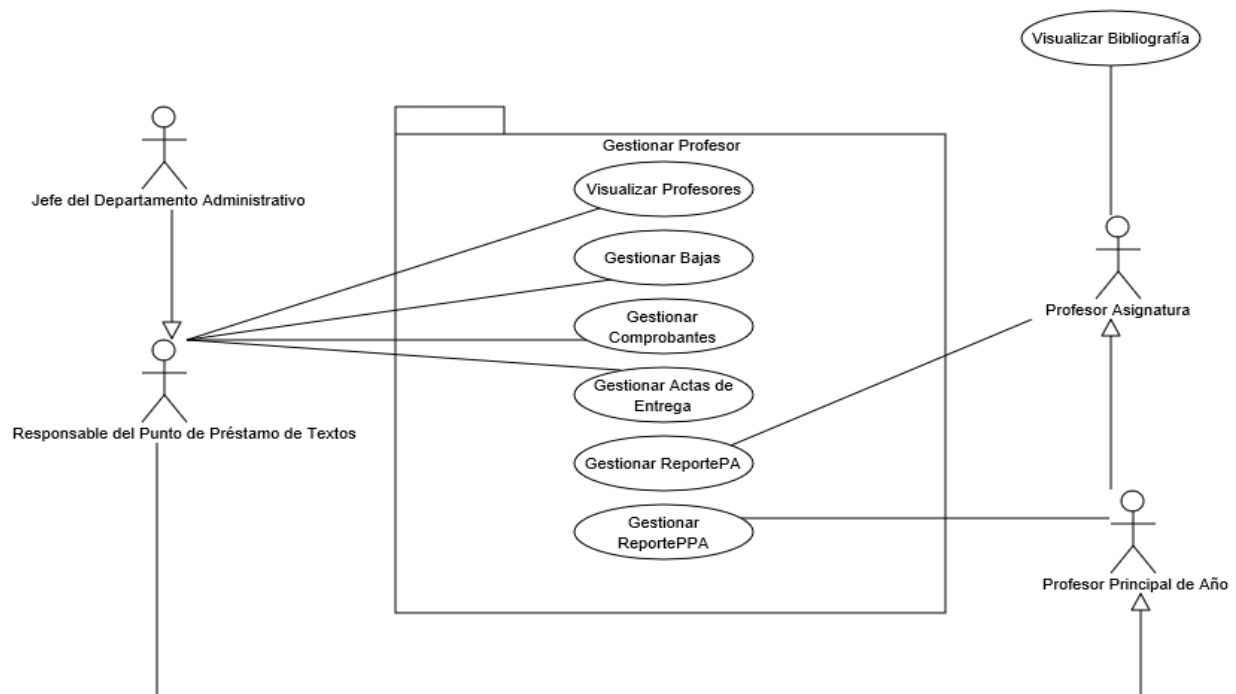 Visualizar Bibliografía
Jefe del Departamento Administrativo
Gestionar Profesor
Visualizar Profesores
Gestionar Bajas
Gestionar
Comprobantes
Gestionar Actas de
Entrega
Gestionar ReportePA
Gestionar
ReportePPA
Responsable del Punto de Préstamo de Textos
Profesor Asignatura
Profesor Principal de Año